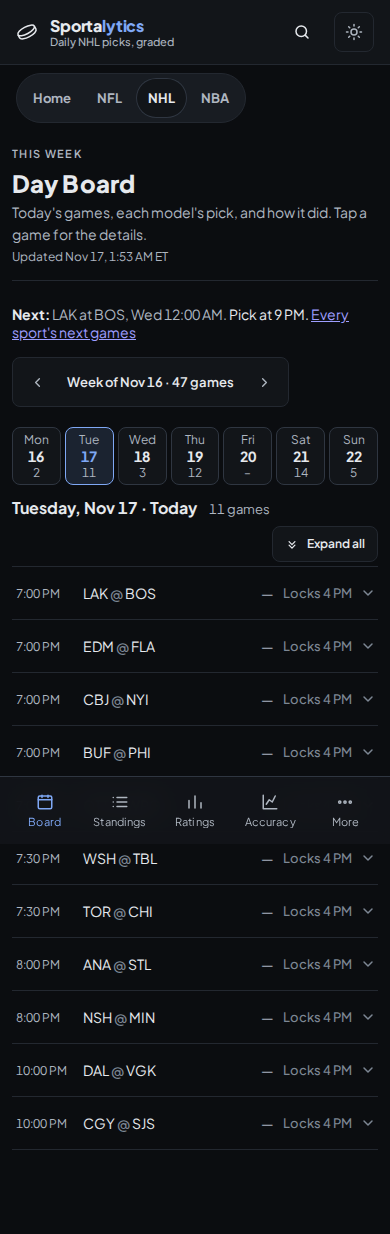 Sportalytics
Daily NHL picks, graded
Home NFL NHL NBA
THIS WEEK
Day Board
Today's games, each model's pick, and how it did. Tap a
game for the details.
Updated Nov 17, 1:53 AM ET
Next: LAK at BOS, Wed 12:00 AM. Pick at 9 PM. Every
sport's next games
Week of Nov 16 · 47 games
Mon Tue Wed Thu Fri Sat Sun
16 17 18 19 20 21 22
2 11 3 12 – 14 5
Tuesday, Nov 17 · Today 11 games
Expand all
7:00 PM LAK @ BOS — Locks 4 PM
7:00 PM EDM @ FLA — Locks 4 PM
7:00 PM CBJ @ NYI — Locks 4 PM
7:00 PM BUF @ PHI — Locks 4 PM
Board Standings Ratings Accuracy More
7:30 PM WSH @ TBL — Locks 4 PM
7:30 PM TOR @ CHI — Locks 4 PM
8:00 PM ANA @ STL — Locks 4 PM
8:00 PM NSH @ MIN — Locks 4 PM
10:00 PM DAL @ VGK — Locks 4 PM
10:00 PM CGY @ SJS — Locks 4 PM